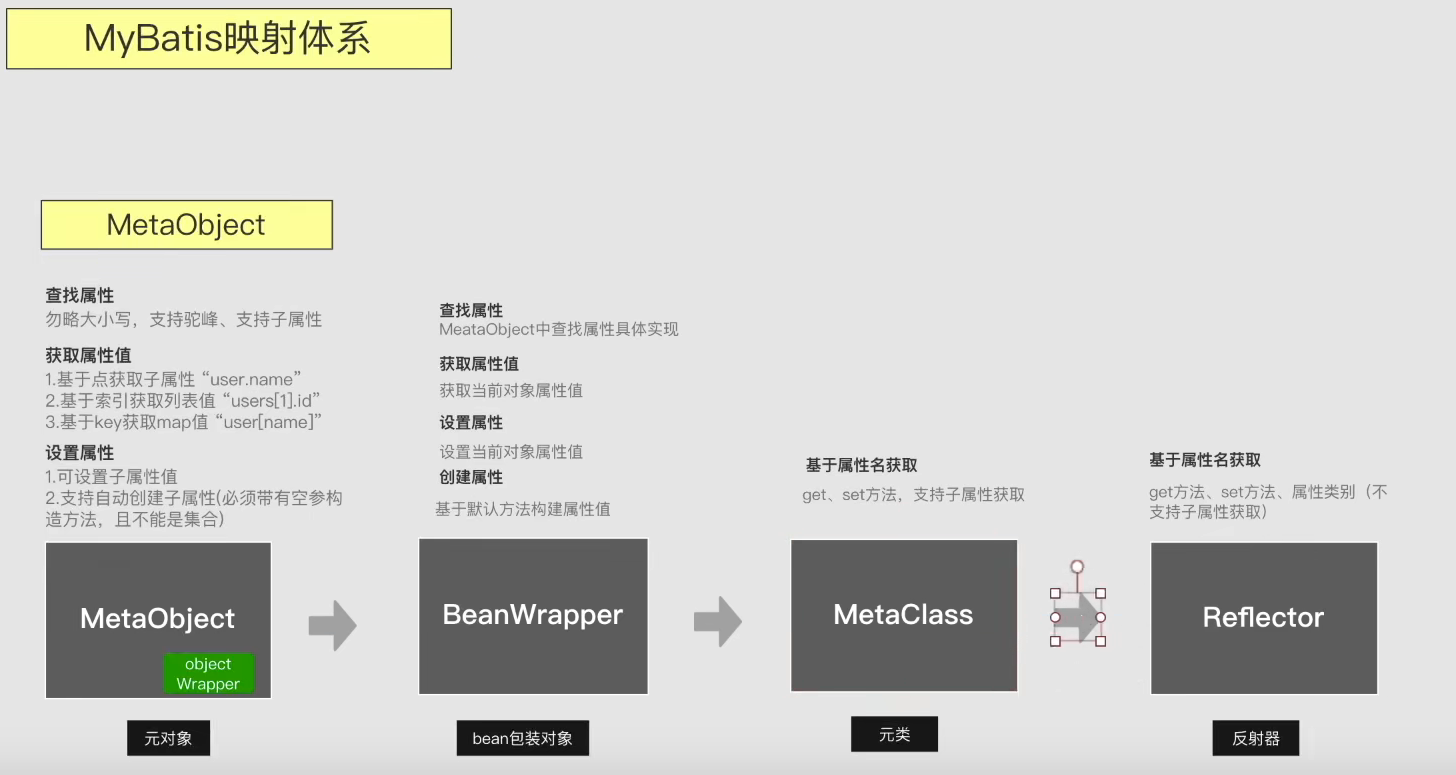 MyBatis映射体系
MetaObject
查找属性
勿略大小写，支持驼峰、支持子属性
获取属性值
1.基于点获取子属性 “user.name”
2.基于索引获取列表值 “users[1].id”
3.基于key获取map值 “user[name]”
设置属性
1.可设置子属性值
2.支持自动创建子属性(必须带有空参构
造方法，且不能是集合)
MetaObject
object
Wrapper
元对象
查找属性
MeataObject中查找属性具体实现
获取属性值
获取当前对象属性值
设置属性
设置当前对象属性值
创建属性
基于默认方法构建属性值
BeanWrapper
bean包装对象
基于属性名获取
get、set方法，支持子属性获取
MetaClass
元类
基于属性名获取
get方法、set方法、属性类别（不
支持子属性获取）
Reflector
反射器